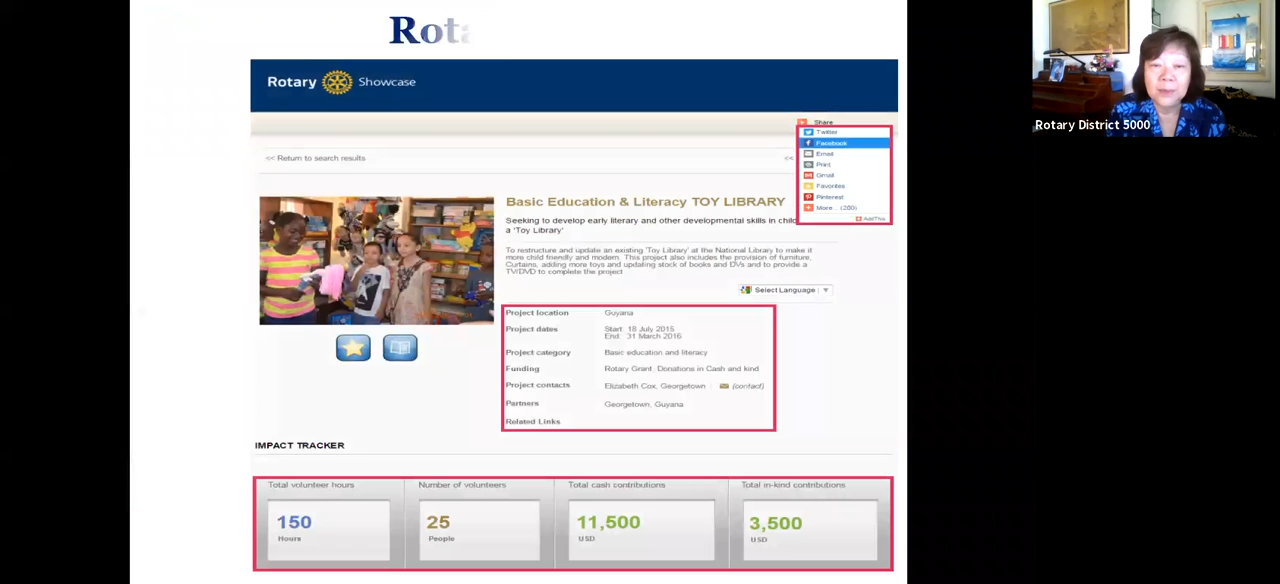 Rota
Rotary Showcase
Share
Twitter
Facebook
Email
Print
Gmail
Favorites
Pinterest
More... (200)
AddThis
<< Return to search results
<<
Basic Education & Literacy TOY LIBRARY
Seeking to develop early literary and other developmental skills in child
a 'Toy Library'
To restructure and update an existing 'Toy Library' at the National Library to make it
more child friendly and modern. This project also includes the provision of furniture,
Curtains, adding more toys and updating stock of books and DVs and to provide a
TV/DVD to complete the project
Select Language
Project location Guyana
Project dates Start: 18 July 2015
End: 31 March 2016
Project category Basic education and literacy
Funding Rotary Grant, Donations in Cash and kind
Project contacts Elizabeth Cox, Georgetown (contact)
Partners Georgetown, Guyana
Related Links
IMPACT TRACKER
Total volunteer hours Number of volunteers Total cash contributions Total in-kind contributions
150 25 11,500 3,500
Hours People USD USD
Rotary District 5000